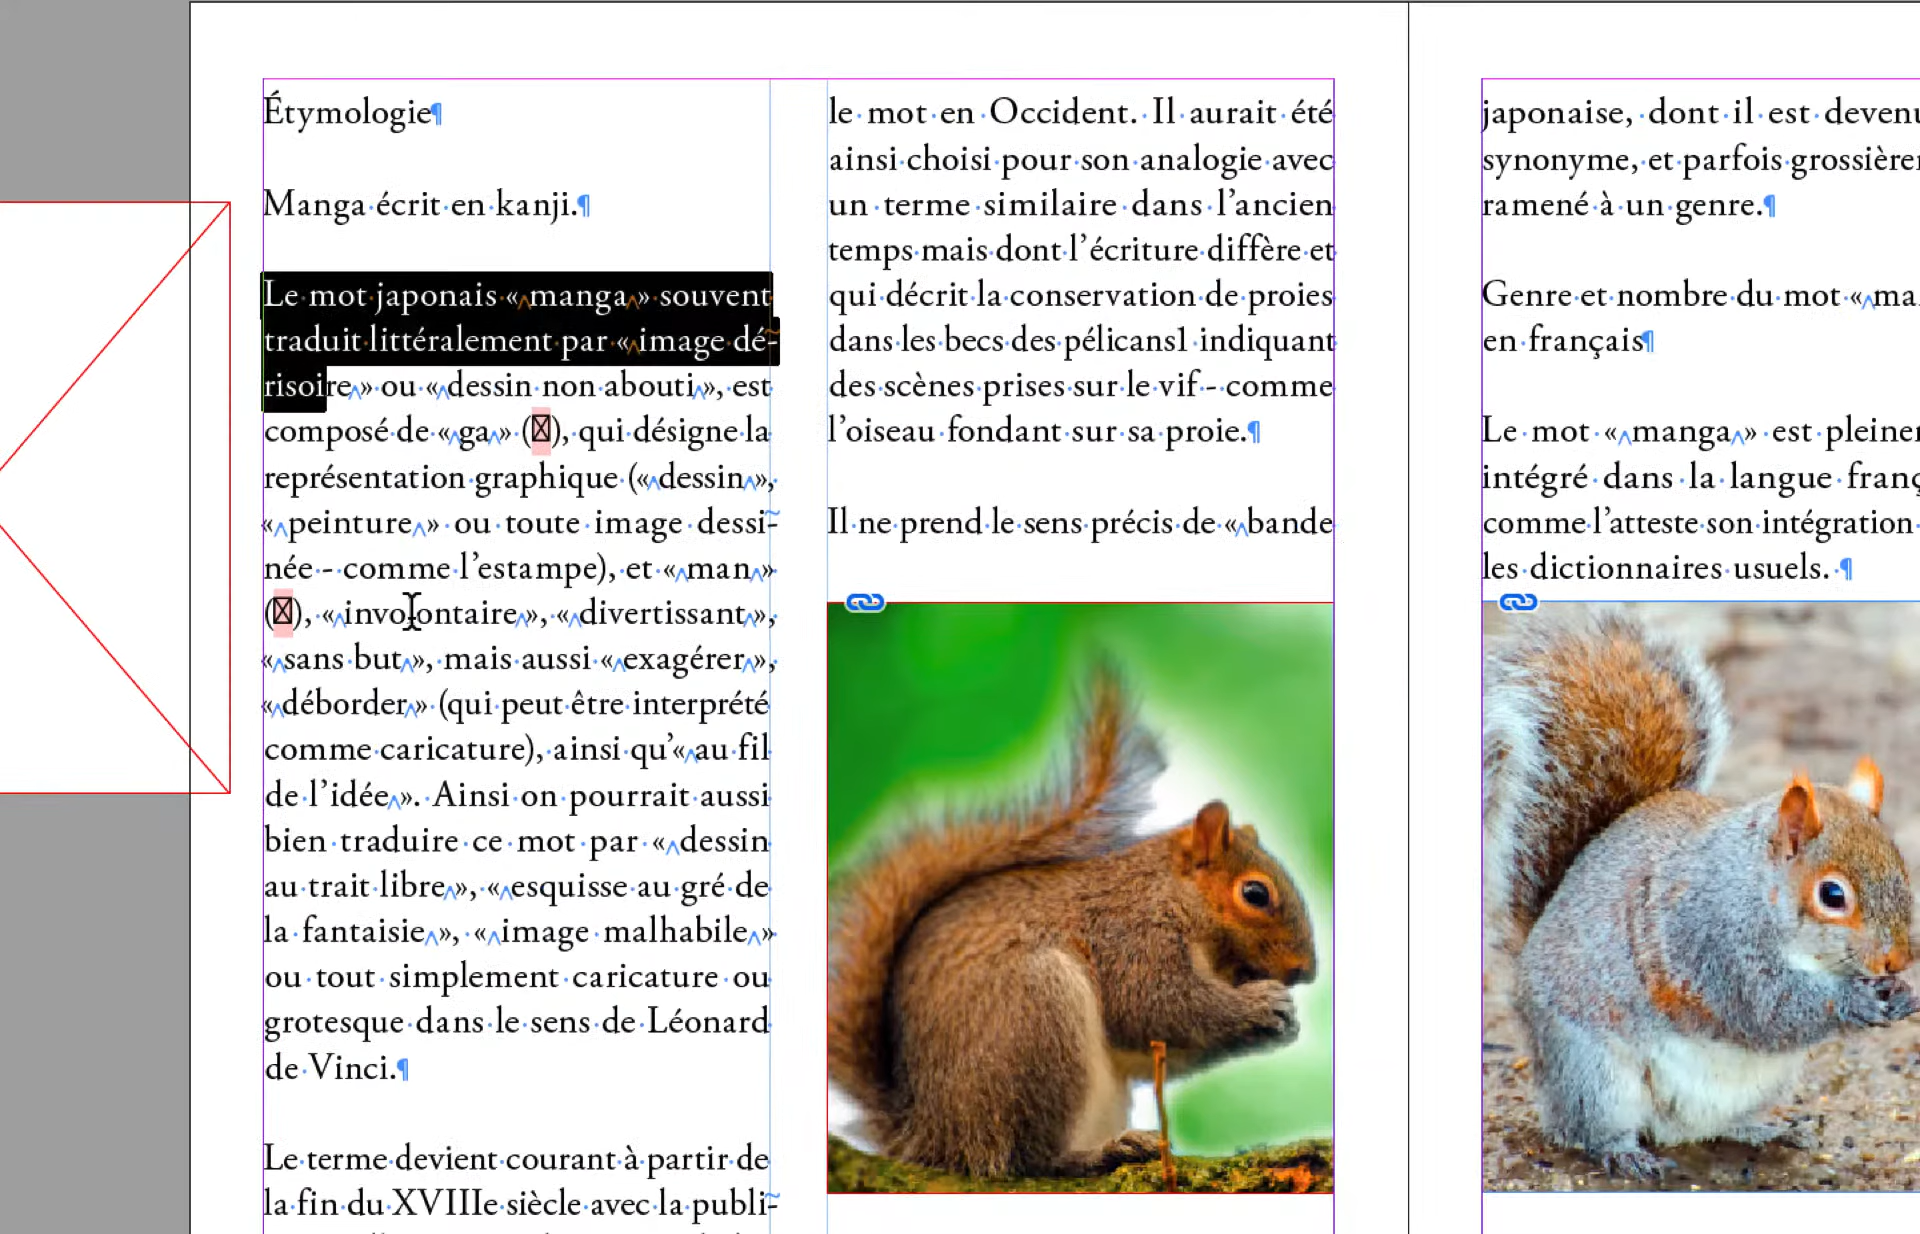 Étymologie
Manga écrit en kanji.
Le mot japonais « manga » souvent
traduit littéralement par « image dé-
risoire » ou « dessin non abouti », est
composé de « ga » (), qui désigne la
représentation graphique (« dessin »,
« peinture » ou toute image dessi-
née - comme l’estampe), et « man »
(), « involontaire », « divertissant »,
« sans but », mais aussi « exagérer »,
« déborder » (qui peut être interprété
comme caricature), ainsi qu’« au fil
de l’idée ». Ainsi on pourrait aussi
bien traduire ce mot par « dessin
au trait libre », « esquisse au gré de
la fantaisie », « image malhabile »
ou tout simplement caricature ou
grotesque dans le sens de Léonard
de Vinci.
Le terme devient courant à partir de
la fin du XVIIIe siècle avec la publi-
le mot en Occident. Il aurait été
ainsi choisi pour son analogie avec
un terme similaire dans l’ancien
temps mais dont l’écriture diffère et
qui décrit la conservation de proies
dans les becs des pélicans1 indiquant
des scènes prises sur le vif - comme
l’oiseau fondant sur sa proie.
Il ne prend le sens précis de « bande
japonaise, dont il est devenu
synonyme, et parfois
ramené à un genre.
Genre et nombre du mot «
en français
Le mot « manga » est
intégré dans la langue
comme l’atteste son intégration
les dictionnaires usuels.